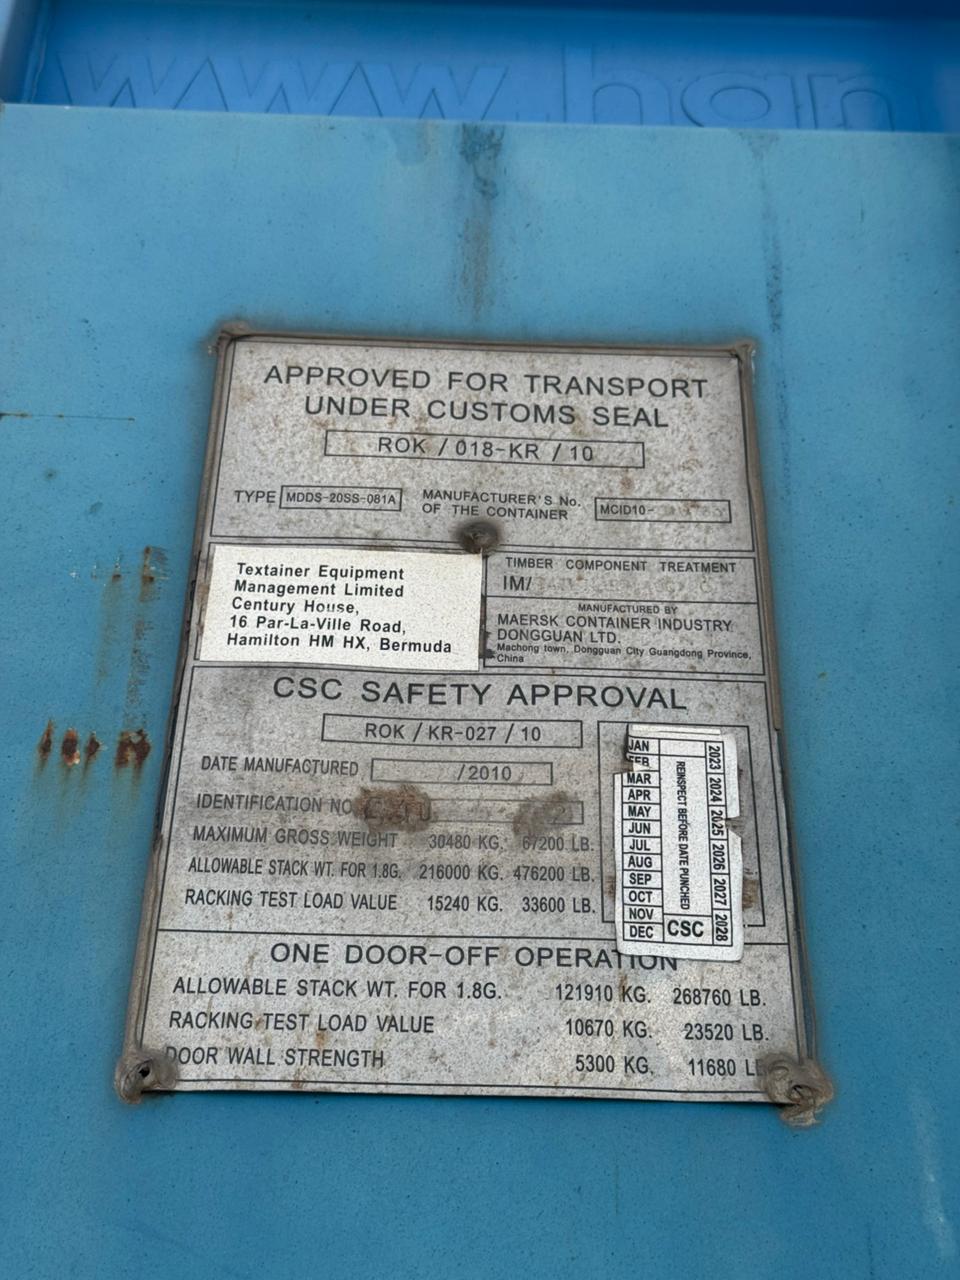 www.han
APPROVED FOR TRANSPORT
UNDER CUSTOMS SEAL
ROK / 018-KR / 10
TYPE MDDS-20SS-081A
MANUFACTURER'S No.
OF THE CONTAINER
MCID10-
Textainer Equipment
Management Limited
Century House,
16 Par-La-Ville Road,
Hamilton HM HX, Bermuda
TIMBER COMPONENT TREATMENT
IM/
MANUFACTURED BY
MAERSK CONTAINER INDUSTRY
DONGGUAN LTD.
Machong town, Dongguan City Guangdong Province,
China
CSC SAFETY APPROVAL
ROK / KR-027 / 10
DATE MANUFACTURED /2010
IDENTIFICATION NO.
MAXIMUM GROSS WEIGHT 30480 KG. 67200 LB.
ALLOWABLE STACK WT. FOR 1.8G. 216000 KG. 476200 LB.
RACKING TEST LOAD VALUE 15240 KG. 33600 LB.
JAN
FEB
MAR
APR
MAY
JUN
JUL
AUG
SEP
OCT
NOV
DEC
REINSPECT BEFORE DATE PUNCHED
CSC
2023 2024 2025 2026 2027 2028
ONE DOOR-OFF OPERATION
ALLOWABLE STACK WT. FOR 1.8G. 121910 KG. 268760 LB.
RACKING TEST LOAD VALUE 10670 KG. 23520 LB.
DOOR WALL STRENGTH 5300 KG. 11680 LB